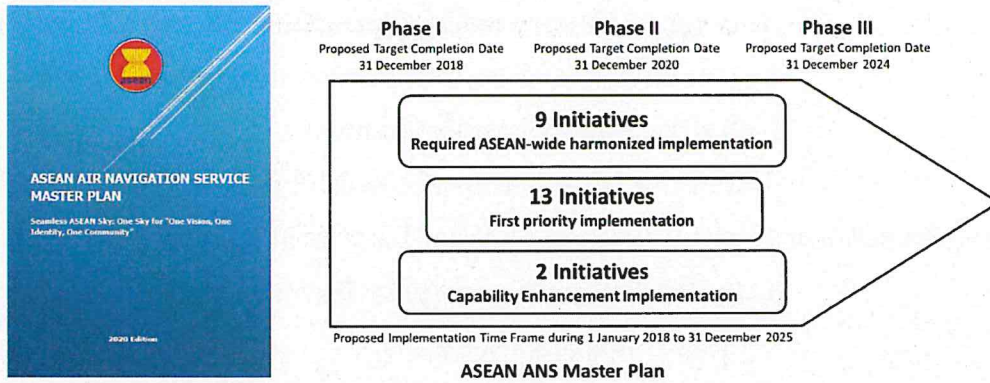 asean
ASEAN AIR NAVIGATION SERVICE
MASTER PLAN
Seamless ASEAN Sky: One Sky for "One Vision, One
Identity, One Community"
2020 Edition
Phase I
Proposed Target Completion Date
31 December 2018
Phase II
Proposed Target Completion Date
31 December 2020
Phase III
Proposed Target Completion Date
31 December 2024
9 Initiatives
Required ASEAN-wide harmonized implementation
13 Initiatives
First priority implementation
2 Initiatives
Capability Enhancement Implementation
Proposed Implementation Time Frame during 1 January 2018 to 31 December 2025
ASEAN ANS Master Plan